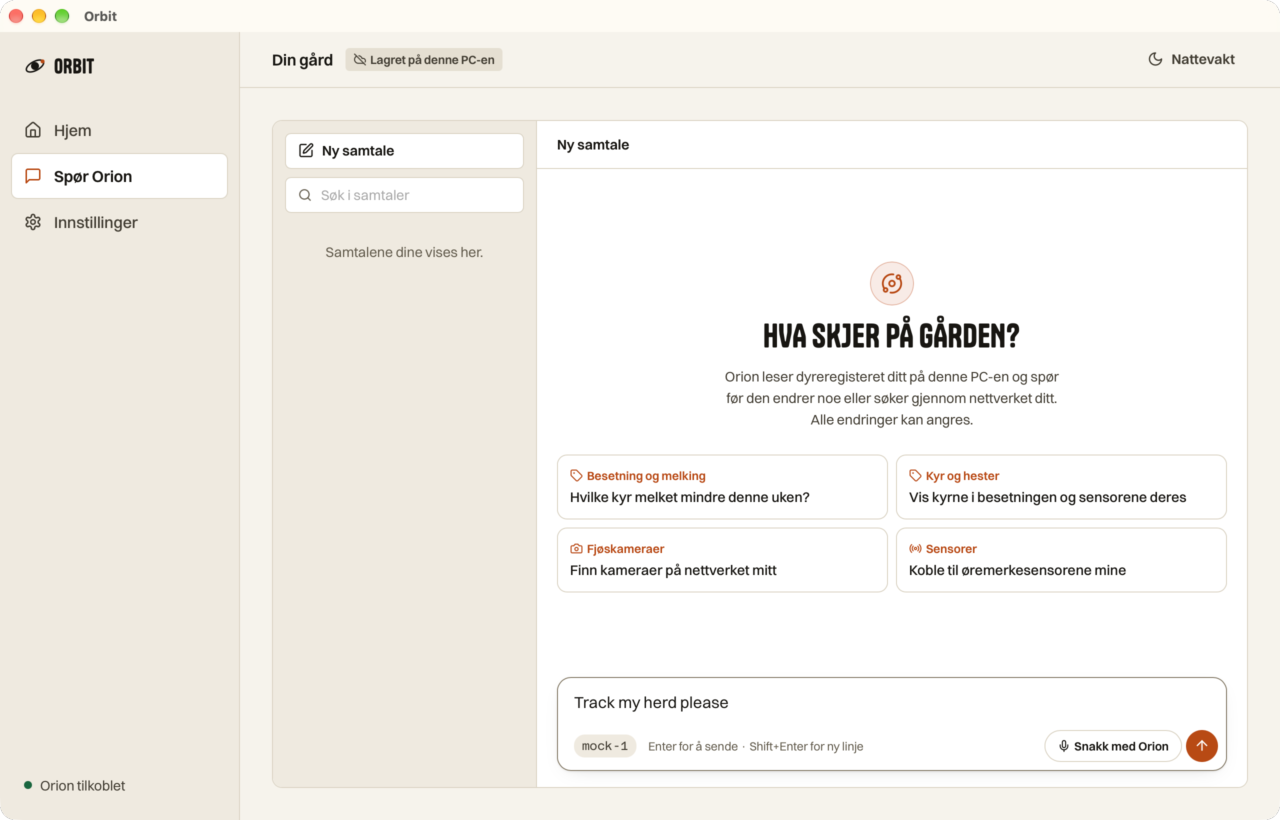 Orbit
ORBIT
Hjem
Spør Orion
Innstillinger
Orion tilkoblet
Din gård
Lagret på denne PC-en
Nattevakt
Ny samtale
Søk i samtaler
Samtalene dine vises her.
Ny samtale
HVA SKJER PÅ GÅRDEN?
Orion leser dyreregisteret ditt på denne PC-en og spør
før den endrer noe eller søker gjennom nettverket ditt.
Alle endringer kan angres.
Besetning og melking
Hvilke kyr melket mindre denne uken?
Kyr og hester
Vis kyrne i besetningen og sensorene deres
Fjøskameraer
Finn kameraer på nettverket mitt
Sensorer
Koble til øremerkesensorene mine
Track my herd please
mock-1
Enter for å sende · Shift+Enter for ny linje
Snakk med Orion